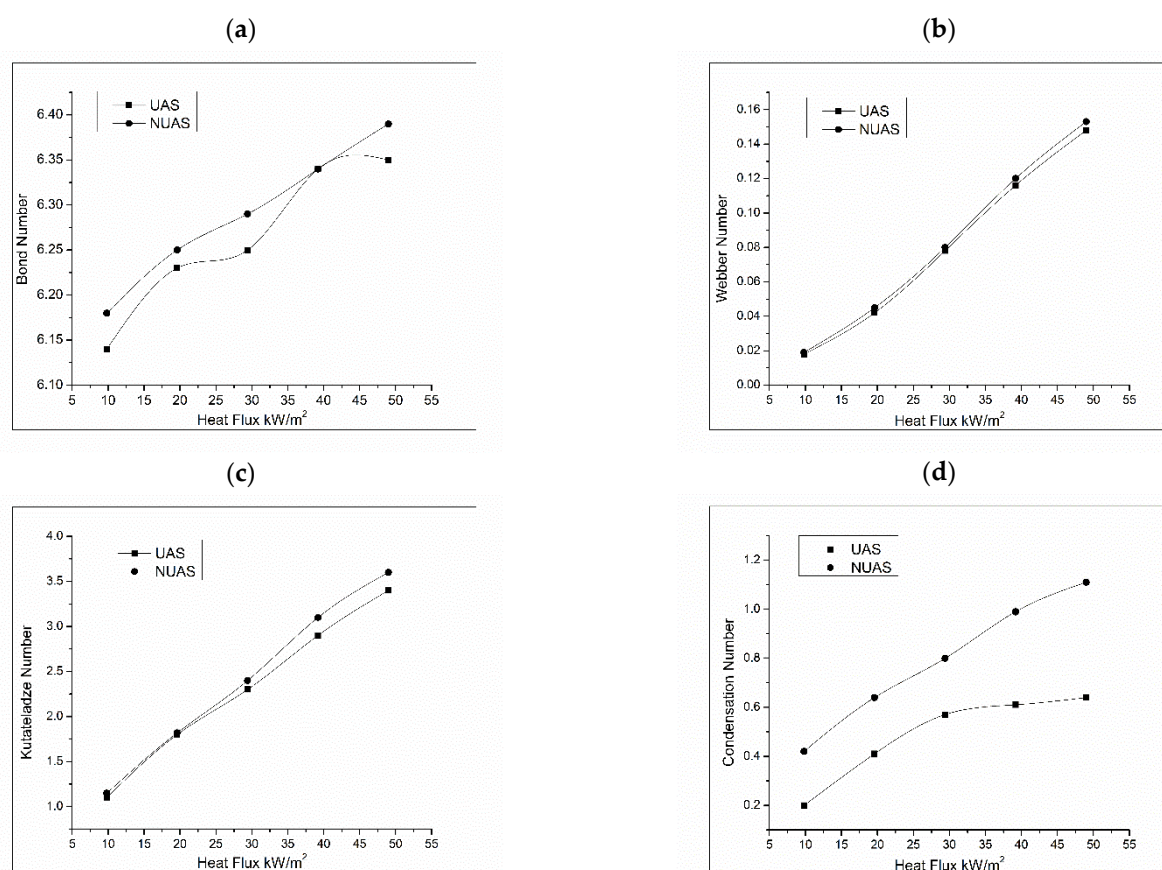 (a)
UAS
NUAS
6.40
6.35
6.30
6.25
6.20
6.15
6.10
Bond Number
5 10 15 20 25 30 35 40 45 50 55
Heat Flux kW/m²
(b)
UAS
NUAS
0.16
0.14
0.12
0.10
0.08
0.06
0.04
0.02
0.00
Webber Number
5 10 15 20 25 30 35 40 45 50 55
Heat Flux kW/m²
(c)
UAS
NUAS
4.0
3.5
3.0
2.5
2.0
1.5
1.0
Kutateladze Number
5 10 15 20 25 30 35 40 45 50 55
Heat Flux kW/m²
(d)
UAS
NUAS
1.2
1.0
0.8
0.6
0.4
0.2
Condensation Number
5 10 15 20 25 30 35 40 45 50 55
Heat Flux kW/m²